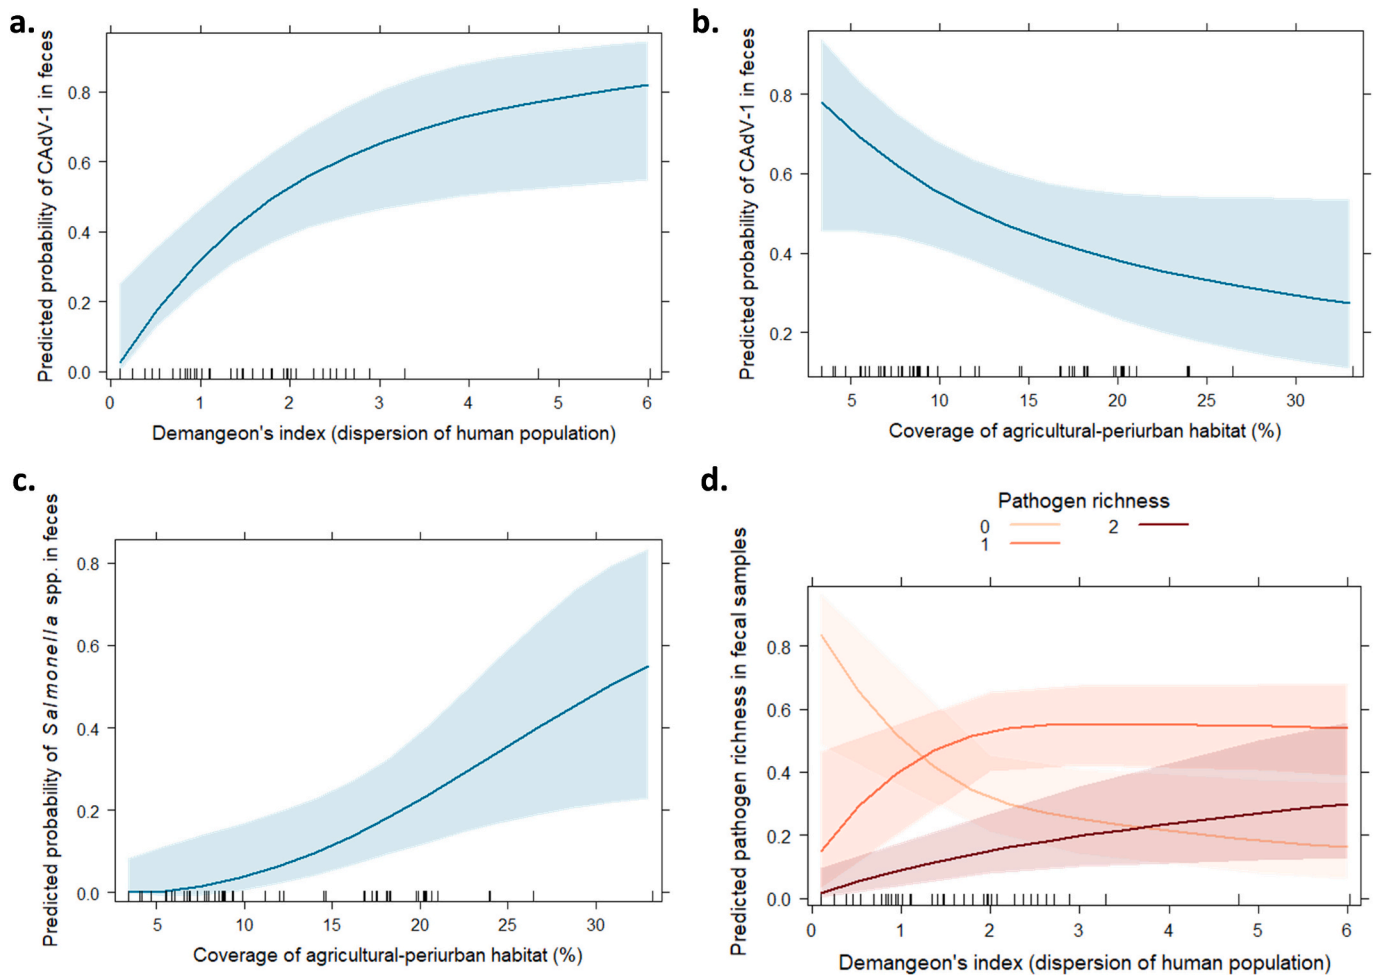 a.
Predicted probability of CAdV-1 in feces
0.8
0.6
0.4
0.2
0.0
0 1 2 3 4 5 6
Demangeon's index (dispersion of human population)
b.
Predicted probability of CAdV-1 in feces
0.8
0.6
0.4
0.2
5 10 15 20 25 30
Coverage of agricultural-periurban habitat (%)
c.
Predicted probability of Salmonella spp. in feces
0.8
0.6
0.4
0.2
0.0
5 10 15 20 25 30
Coverage of agricultural-periurban habitat (%)
d.
Pathogen richness
0 2
1
Predicted pathogen richness in fecal samples
0.8
0.6
0.4
0.2
0.0
0 1 2 3 4 5 6
Demangeon's index (dispersion of human population)